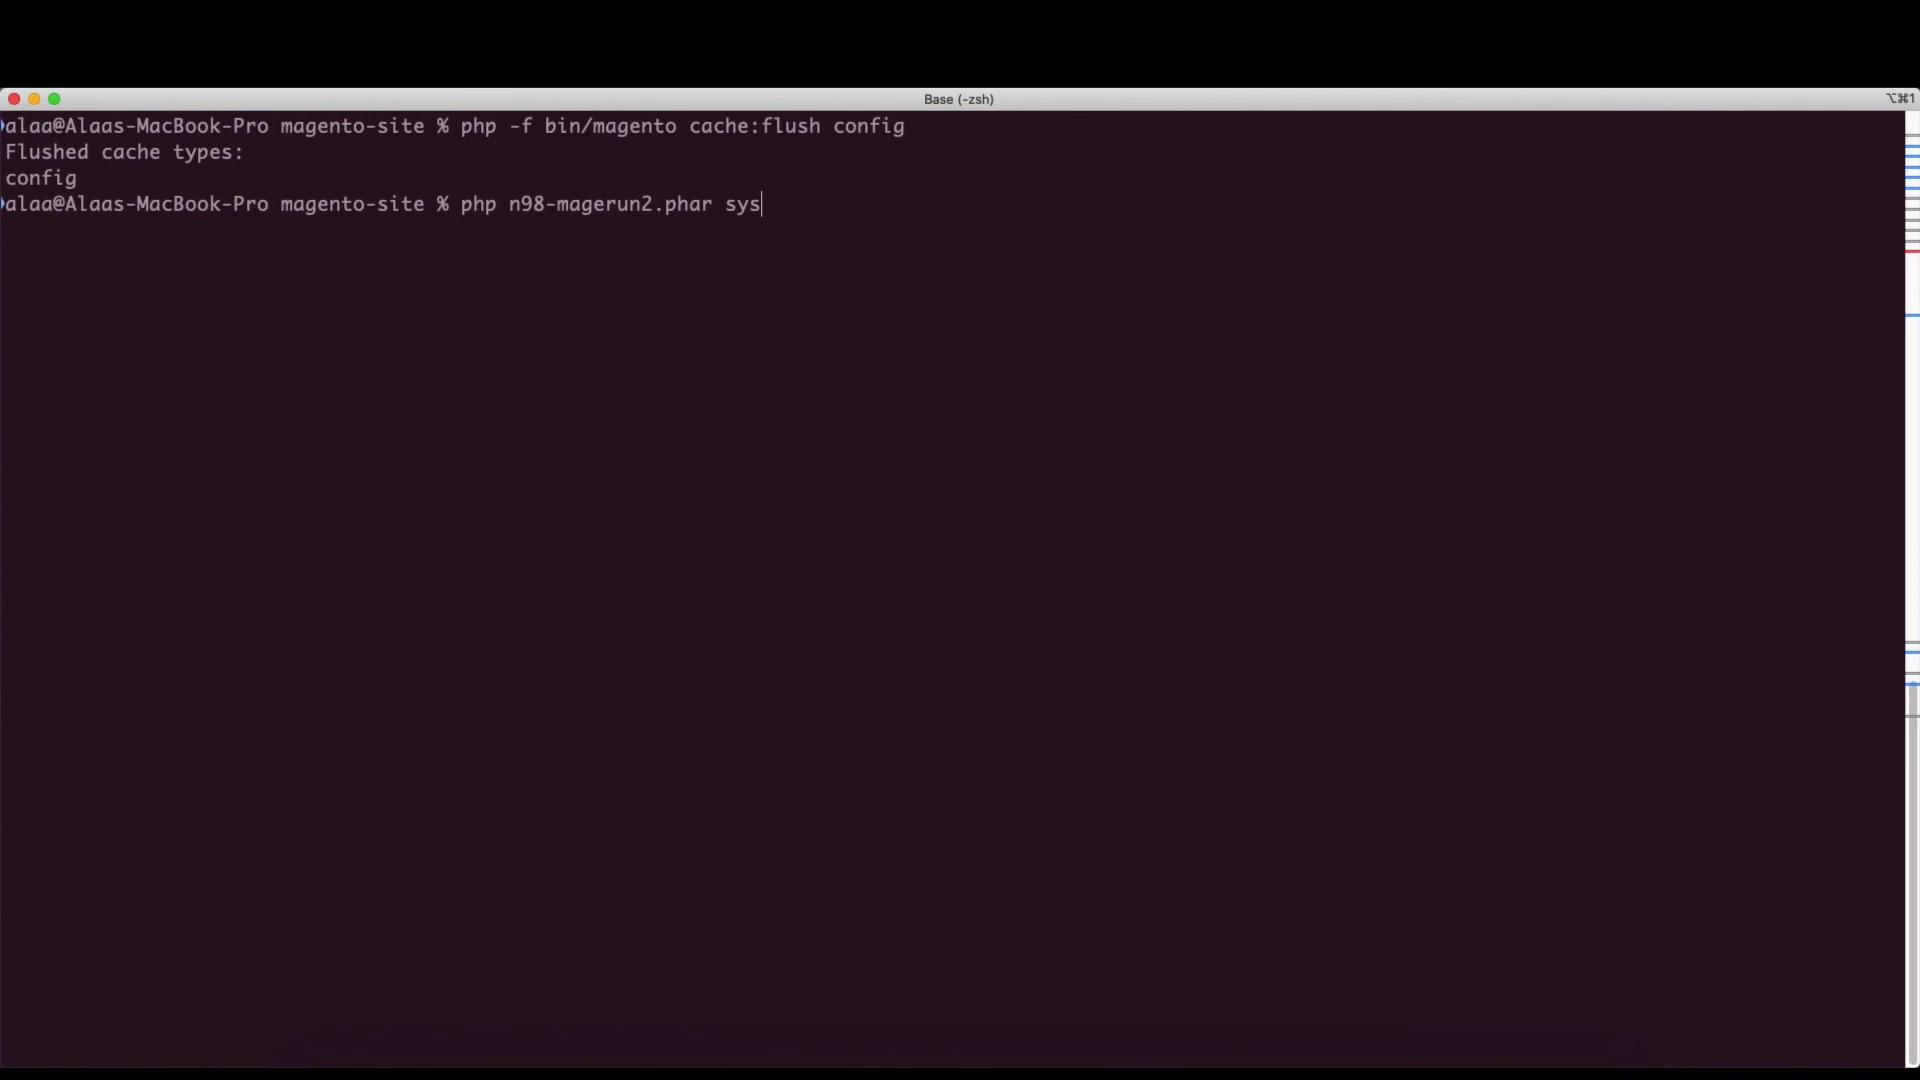 Base (-zsh)
⌥⌘1
alaa@Alaas-MacBook-Pro magento-site % php -f bin/magento cache:flush config
Flushed cache types:
config
alaa@Alaas-MacBook-Pro magento-site % php n98-magerun2.phar sys